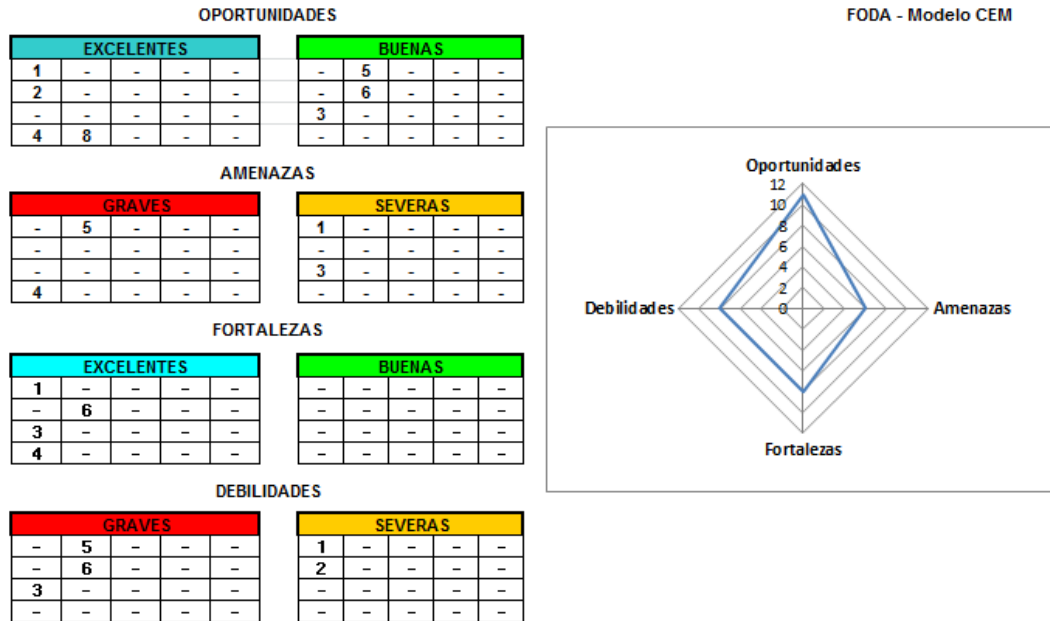 OPORTUNIDADES
FODA - Modelo CEM
EXCELENTES BUENAS
1 - - - - - 5 - - -
2 - - - - - 6 - - -
- - - - - 3 - - - -
4 8 - - - - - - - -
AMENAZAS
GRAVES SEVERAS
- 5 - - - 1 - - - -
- - - - - - - - - -
- - - - - 3 - - - -
4 - - - - - - - - -
FORTALEZAS
EXCELENTES BUENAS
1 - - - - - - - - -
- 6 - - - - - - - -
3 - - - - - - - - -
4 - - - - - - - - -
DEBILIDADES
GRAVES SEVERAS
- 5 - - - 1 - - - -
- 6 - - - 2 - - - -
3 - - - - - - - - -
- - - - - - - - - -
Oportunidades
12
10
8
6
4
2
0
Debilidades
Amenazas
Fortalezas